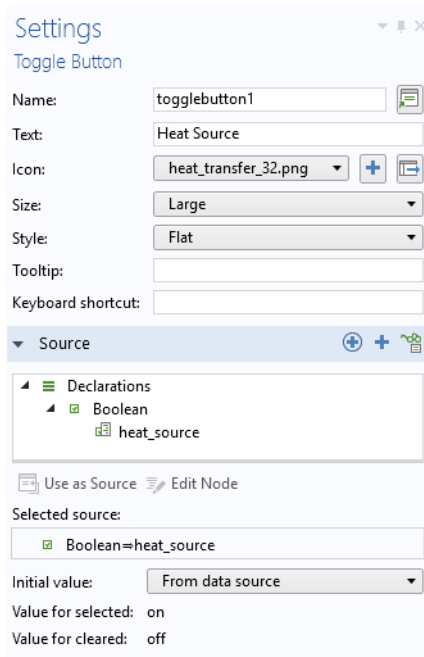 Settings
Toggle Button
Name: togglebutton1
Text: Heat Source
Icon: heat_transfer_32.png
Size: Large
Style: Flat
Tooltip:
Keyboard shortcut:
Source
Declarations
Boolean
heat_source
Use as Source Edit Node
Selected source:
Boolean⇒heat_source
Initial value: From data source
Value for selected: on
Value for cleared: off